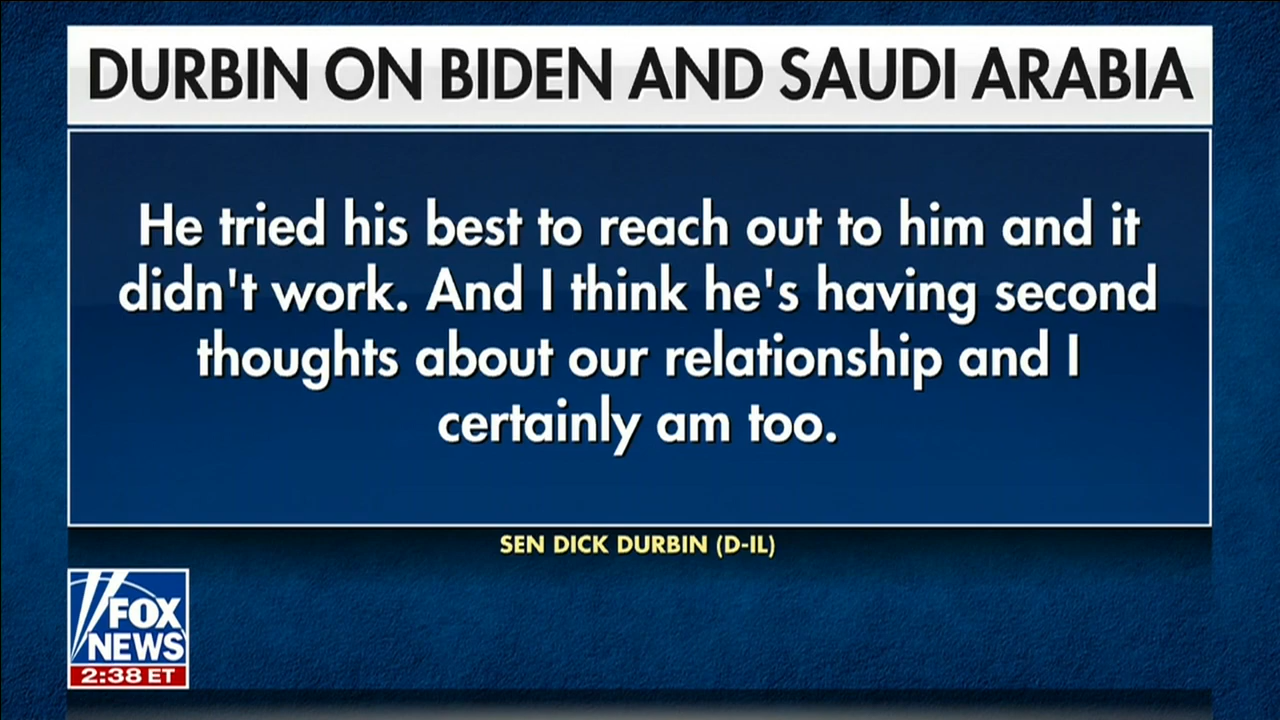 DURBIN ON BIDEN AND SAUDI ARABIA
He tried his best to reach out to him and it
didn't work. And I think he's having second
thoughts about our relationship and I
certainly am too.
SEN DICK DURBIN (D-IL)
FOX
NEWS
2:38 ET